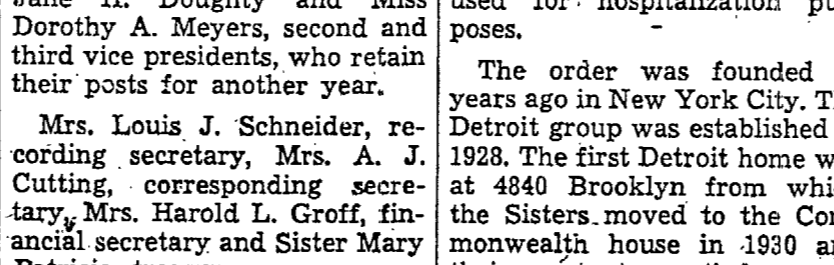 Dorothy A. Meyers, second and
third vice presidents, who retain
their posts for another year.
Mrs. Louis J. Schneider, re-
cording secretary, Mrs. A. J.
Cutting, corresponding secre-
tary, Mrs. Harold L. Groff, fin-
ancial secretary and Sister Mary
used for hospitalization
poses.
The order was founded
years ago in New York City.
Detroit group was established
1928. The first Detroit home
at 4840 Brooklyn from
the Sisters moved to the
monwealth house in 1930